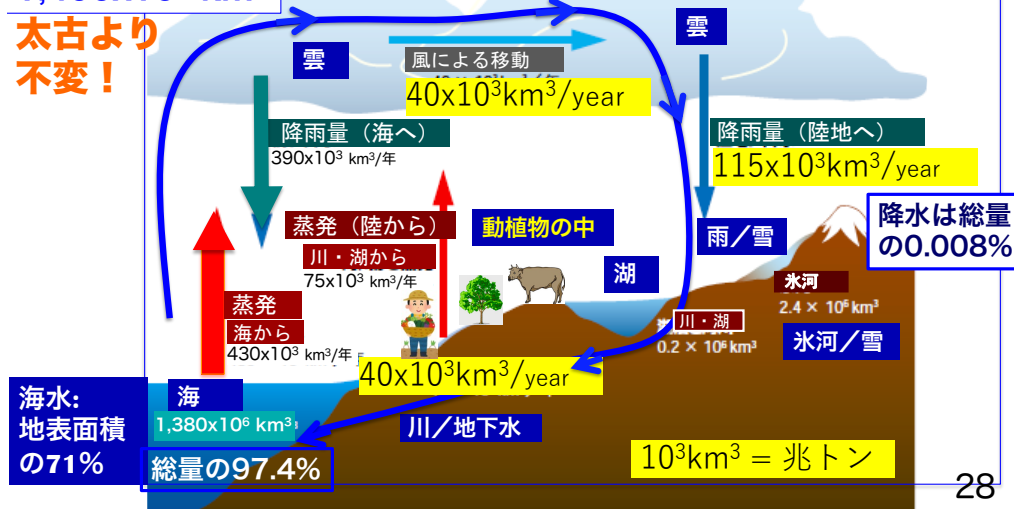 太古より
不変！
雲
風による移動
40x10³km³/year
雲
降雨量（海へ）
390x10³ km³/年
降雨量（陸地へ）
115x10³km³/year
降水は総量
の0.008%
蒸発（陸から）
川・湖から
75x10³ km³/年
動植物の中
雨／雪
湖
蒸発
海から
430x10³ km³/年
川・湖
0.2 × 10⁶ km³
氷河
2.4 × 10⁶ km³
氷河／雪
40x10³km³/year
海水:
地表面積
の71%
海
1,380x10⁶ km³
総量の97.4%
川／地下水
10³km³ = 兆トン
28